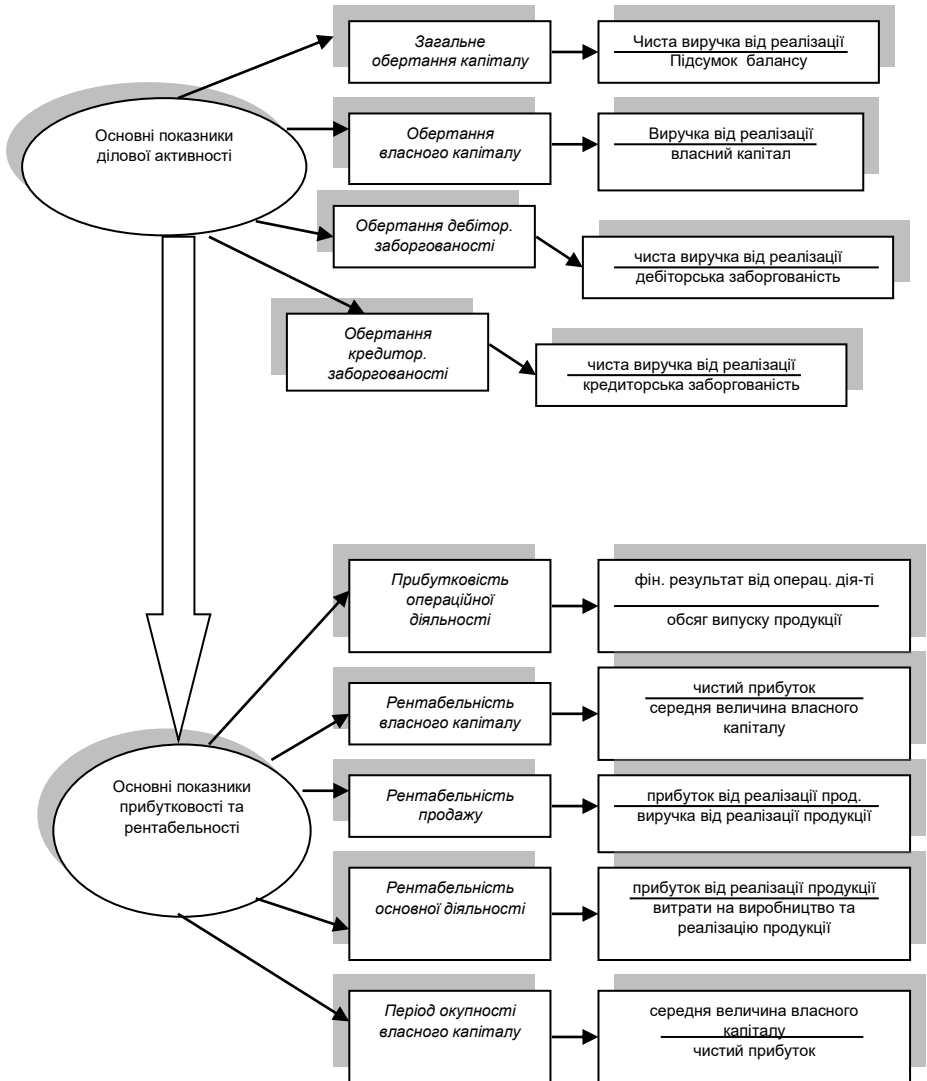 Загальне
обертання капіталу
Чиста виручка від реалізації
Підсумок балансу
Основні показники
ділової активності
Обертання
власного капіталу
Виручка від реалізації
власний капітал
Обертання дебітор.
заборгованості
чиста виручка від реалізації
дебіторська заборгованість
Обертання
кредитор.
заборгованості
чиста виручка від реалізації
кредиторська заборгованість
Прибутковість
операційної
діяльності
фін. результат від операц. дія-ті
обсяг випуску продукції
Рентабельність
власного капіталу
чистий прибуток
середня величина власного
капіталу
Основні показники
прибутковості та
рентабельності
Рентабельність
продажу
прибуток від реалізації прод.
виручка від реалізації продукції
Рентабельність
основної діяльності
прибуток від реалізації продукції
витрати на виробництво та
реалізацію продукції
Період окупності
власного капіталу
середня величина власного
капіталу
чистий прибуток